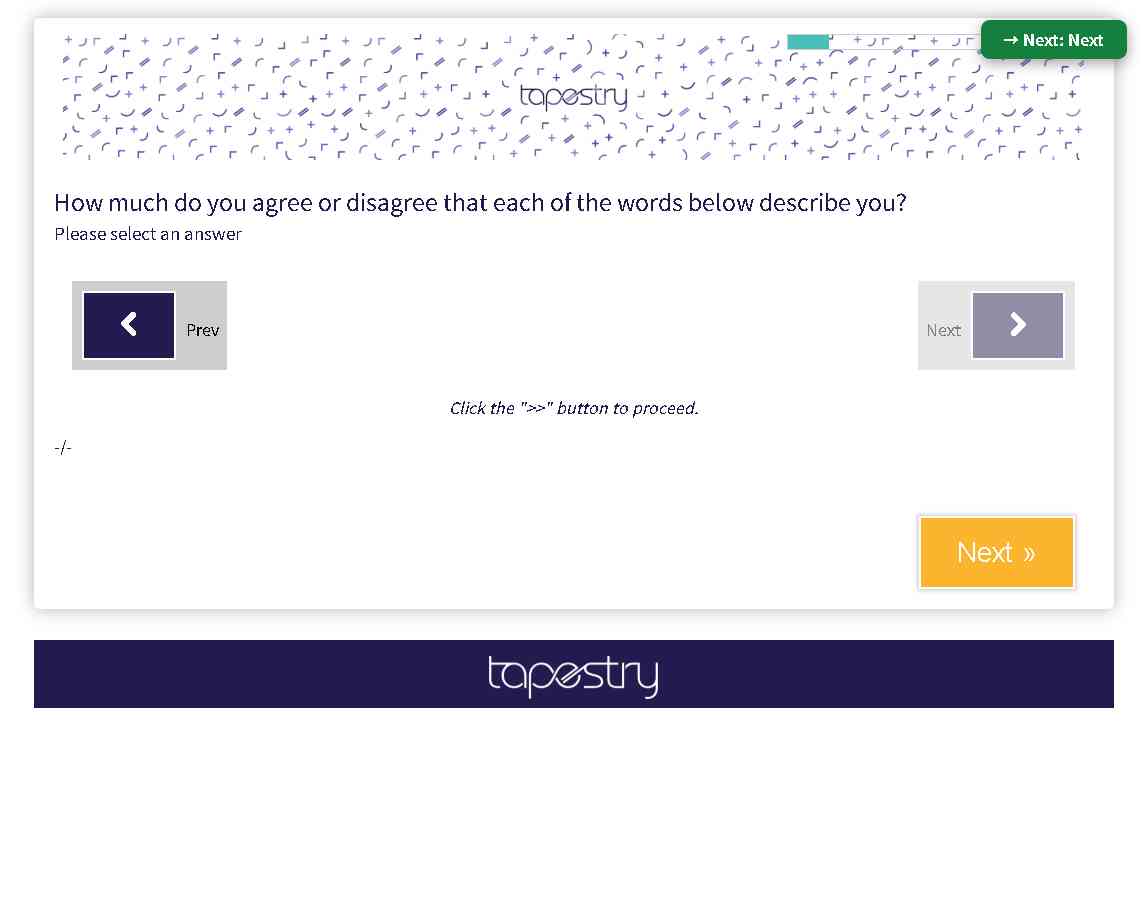 → Next: Next
tapestry
How much do you agree or disagree that each of the words below describe you?
Please select an answer
Prev
Next
Click the ">>" button to proceed.
-/-
Next »
tapestry